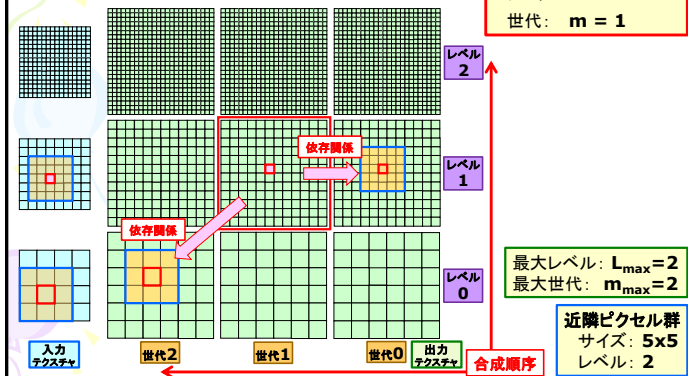 世代: m = 1
レベル
2
依存関係
レベル
1
依存関係
レベル
0
最大レベル: Lmax=2
最大世代: mmax=2
近隣ピクセル群
サイズ: 5x5
レベル: 2
入力
テクスチャ
世代2
世代1
世代0
出力
テクスチャ
合成順序